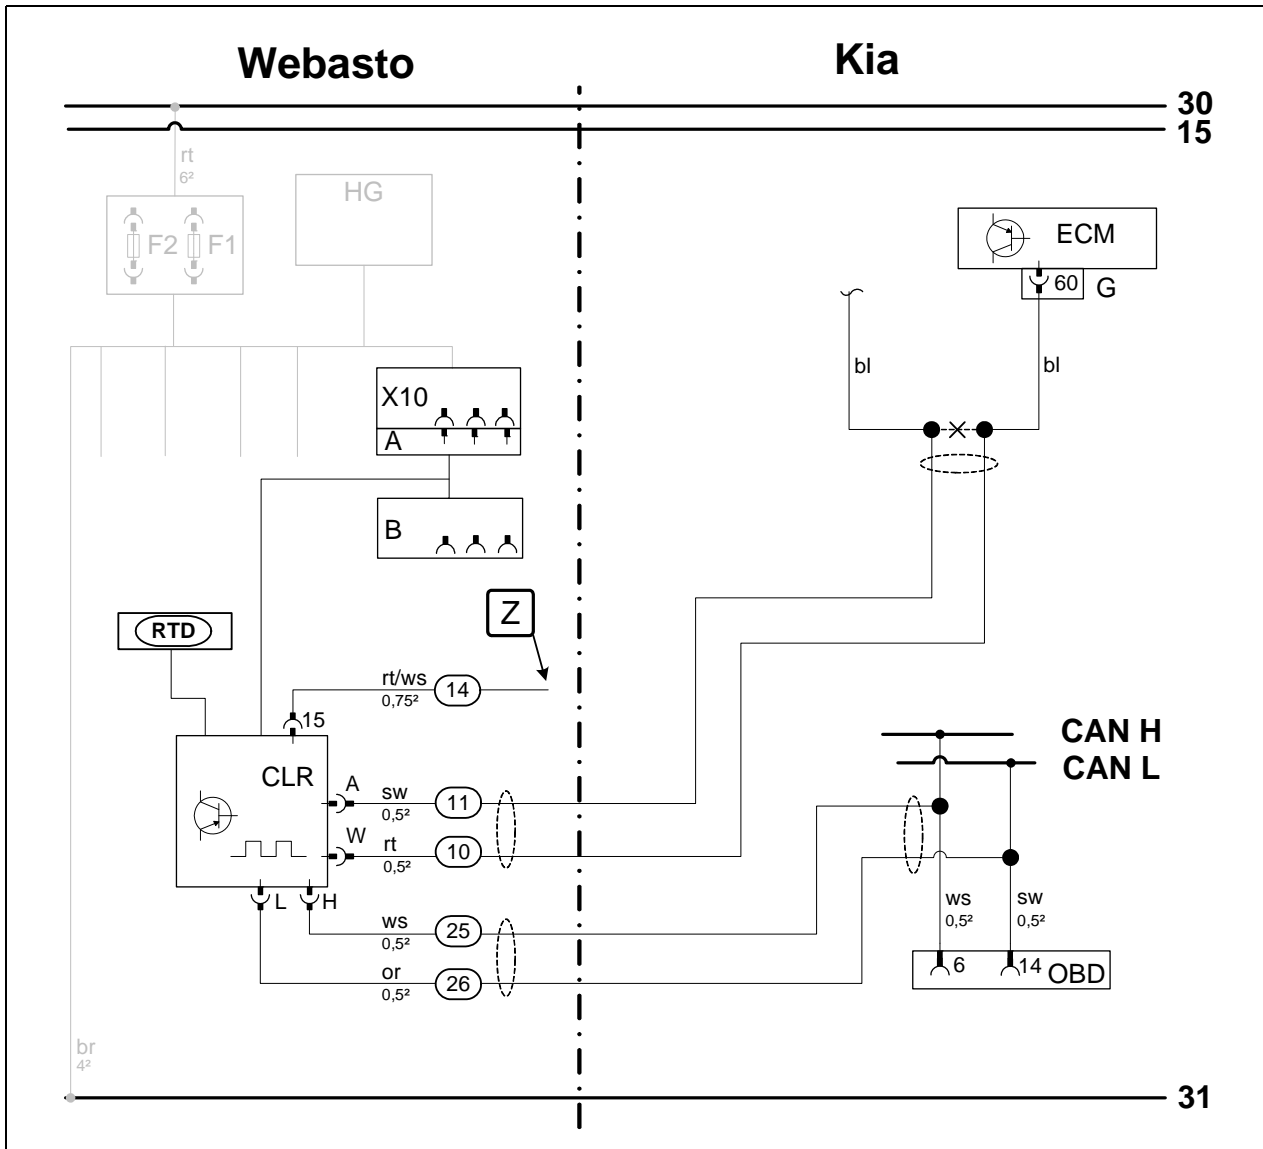 Webasto
Kia
30
15
rt
6²
HG
F2
F1
ECM
60
G
bl
bl
X10
A
B
Z
RTD
rt/ws
0,75²
14
15
CLR
A
sw
0,5²
11
W
rt
0,5²
10
CAN H
CAN L
L
H
ws
0,5²
25
or
0,5²
26
ws
0,5²
sw
0,5²
6
14
OBD
br
4²
31